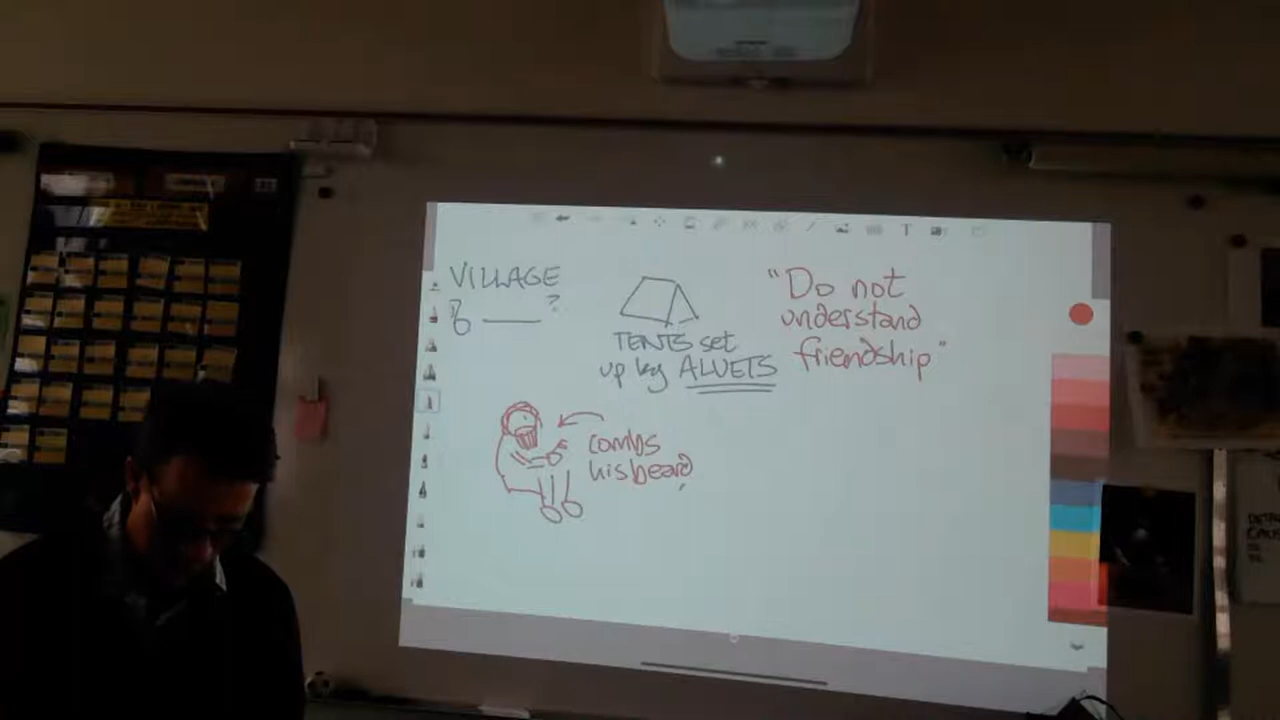 VILLAGE
?
TENTS set
up by ALUETS
"Do not
understand
friendship"
combs
his beard